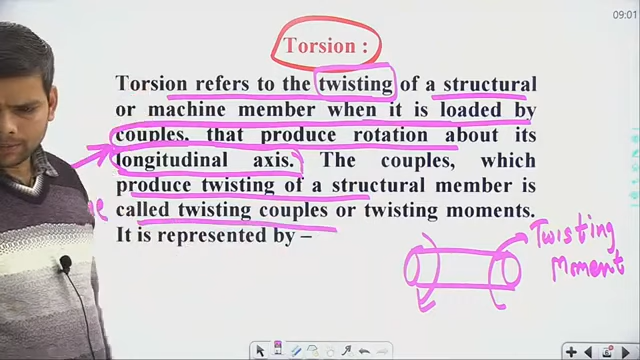 09:01
Torsion :
Torsion refers to the twisting of a structural
or machine member when it is loaded by
couples, that produce rotation about its
longitudinal axis. The couples, which
produce twisting of a structural member is
called twisting couples or twisting moments.
It is represented by –
Twisting
Moment